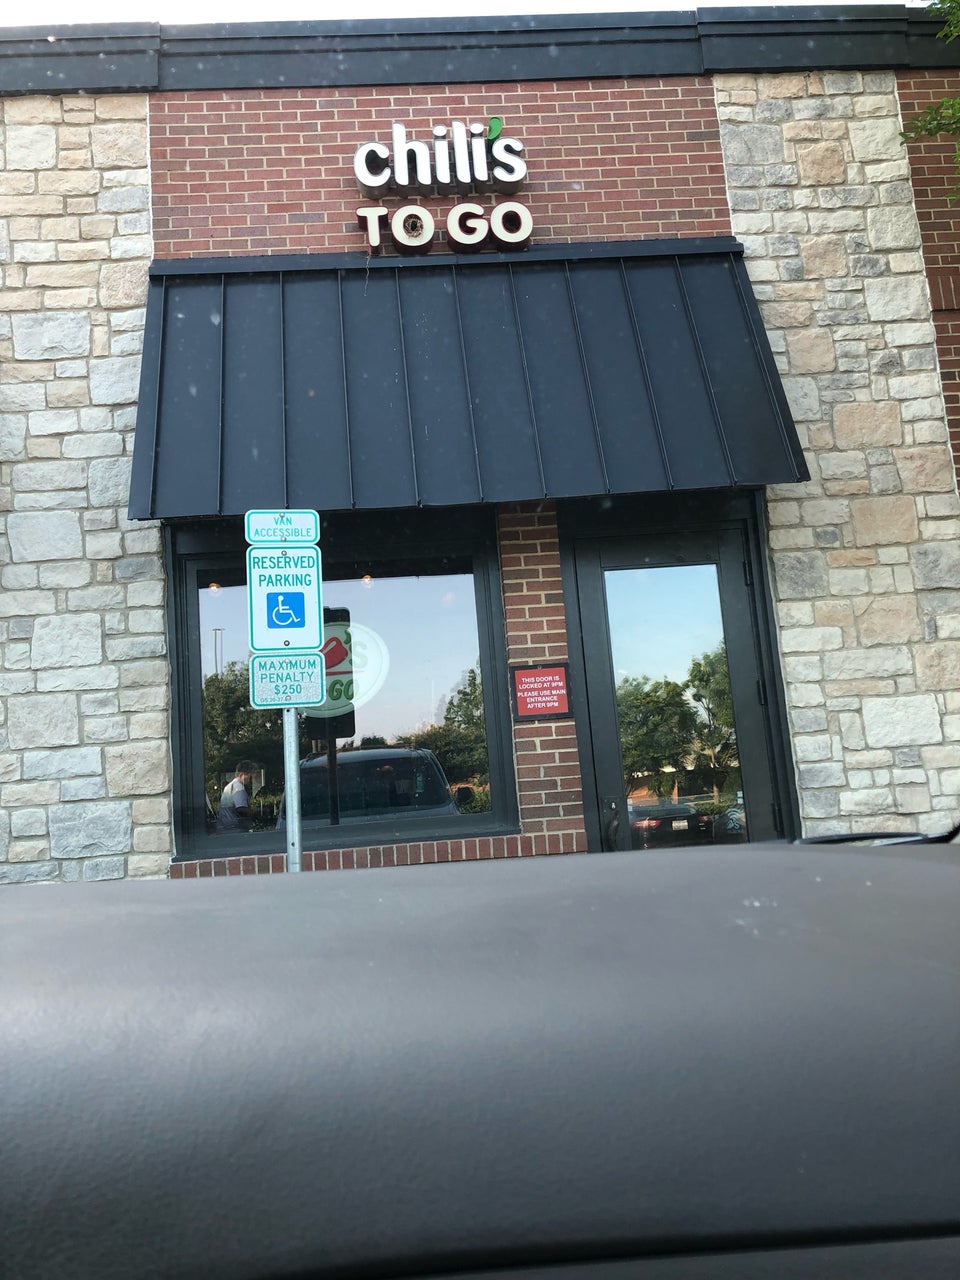 chili's
TO GO
VAN
ACCESSIBLE
RESERVED
PARKING
MAXIMUM
PENALTY
$250
'S
GO
THIS DOOR IS
LOCKED AT 9PM
PLEASE USE MAIN
ENTRANCE
AFTER 9PM